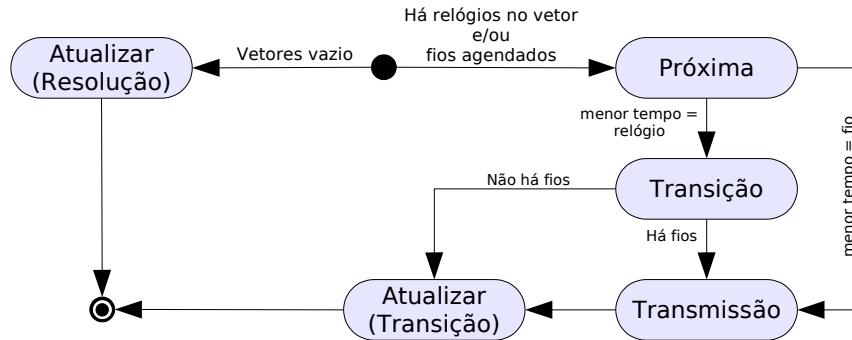 Há relógios no vetor
e/ou
fios agendados
Vetores vazio
Atualizar
(Resolução)
Próxima
menor tempo =
relógio
menor tempo = fio
Transição
Não há fios
Há fios
Atualizar
(Transição)
Transmissão